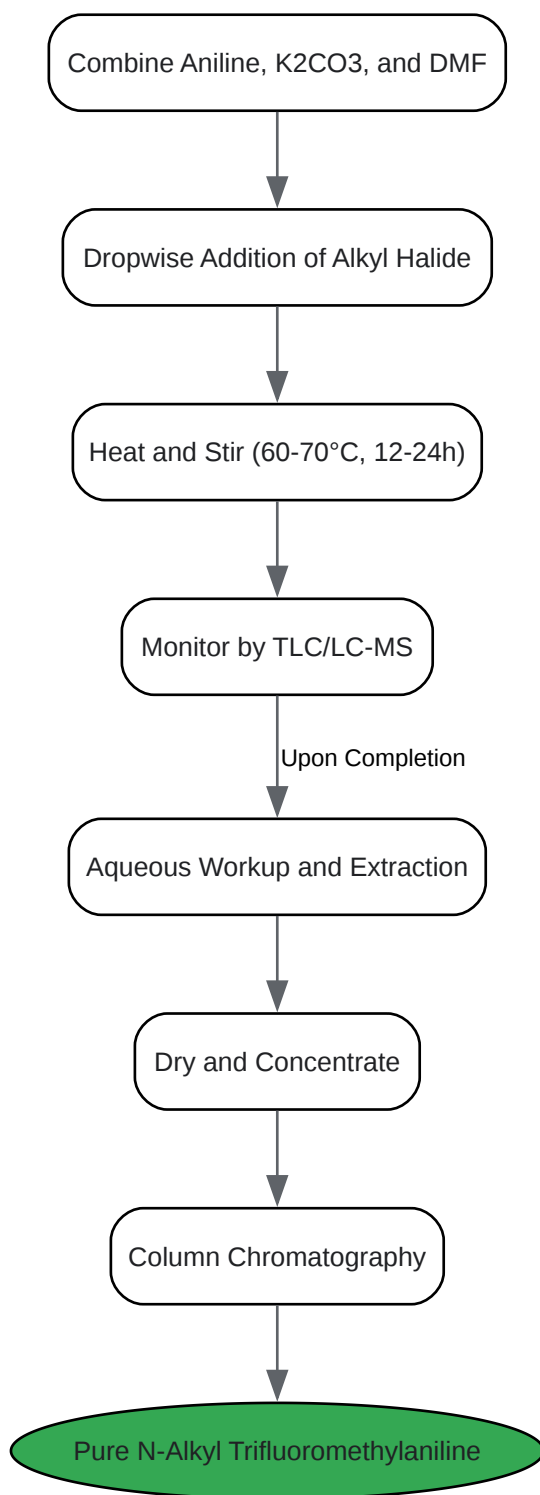 Combine Aniline, K2CO3, and DMF
Dropwise Addition of Alkyl Halide
Heat and Stir (60-70°C, 12-24h)
Monitor by TLC/LC-MS
Upon Completion
Aqueous Workup and Extraction
Dry and Concentrate
Column Chromatography
Pure N-Alkyl Trifluoromethylaniline